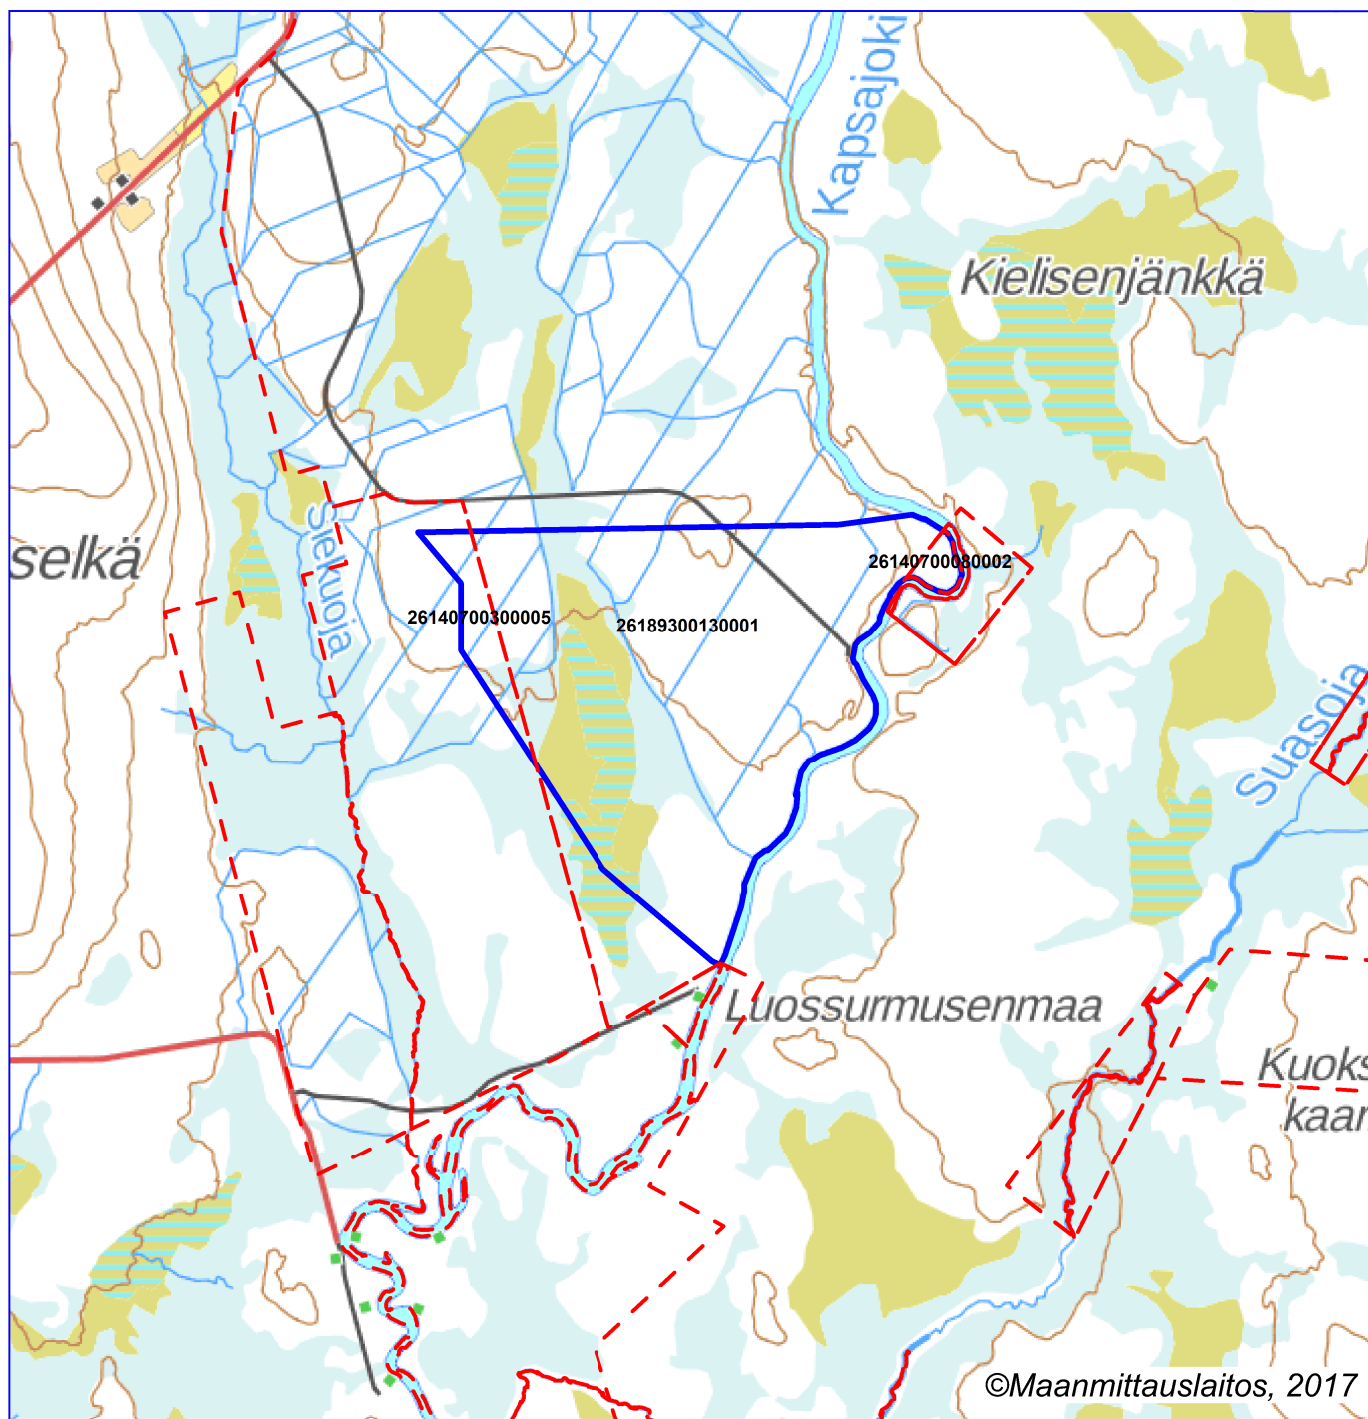 Kapsajoki
Kielisenjänkkä
selkä
Siekuoja
26140700080002
26140700300005
26189300130001
Suasoja
Luossurmusenmaa
Kuoks
kaar
©Maanmittauslaitos, 2017